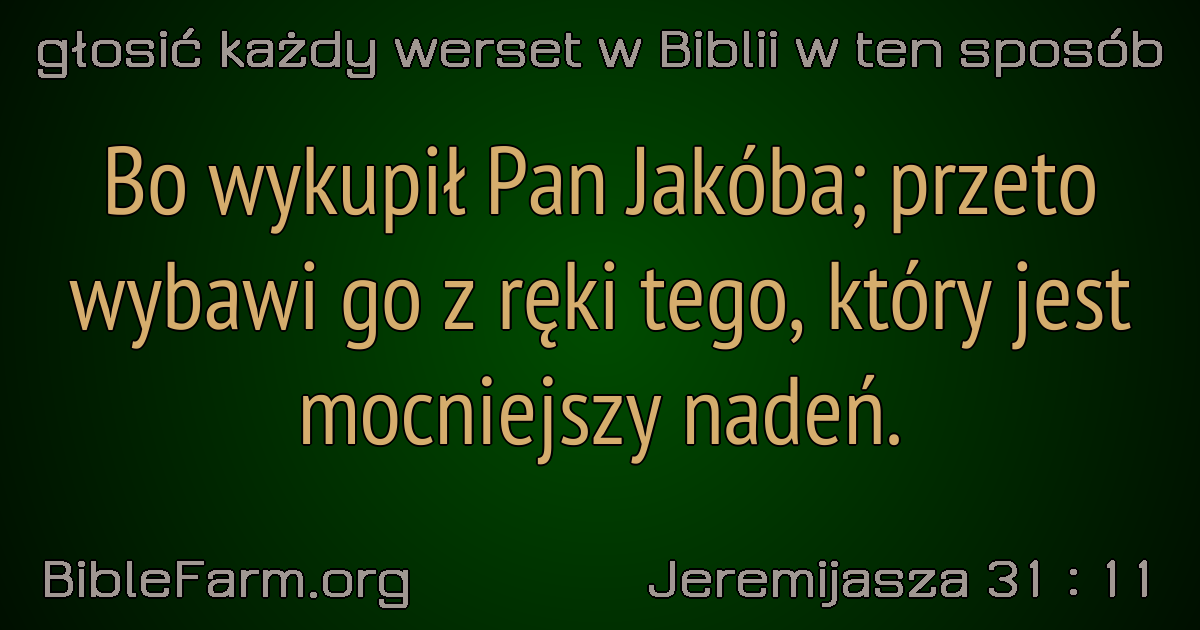 głosić każdy werset w Biblii w ten sposób
Bo wykupił Pan Jakóba; przeto
wybawi go z ręki tego, który jest
mocniejszy nadeń.
BibleFarm.org
Jeremijasza 31 : 11